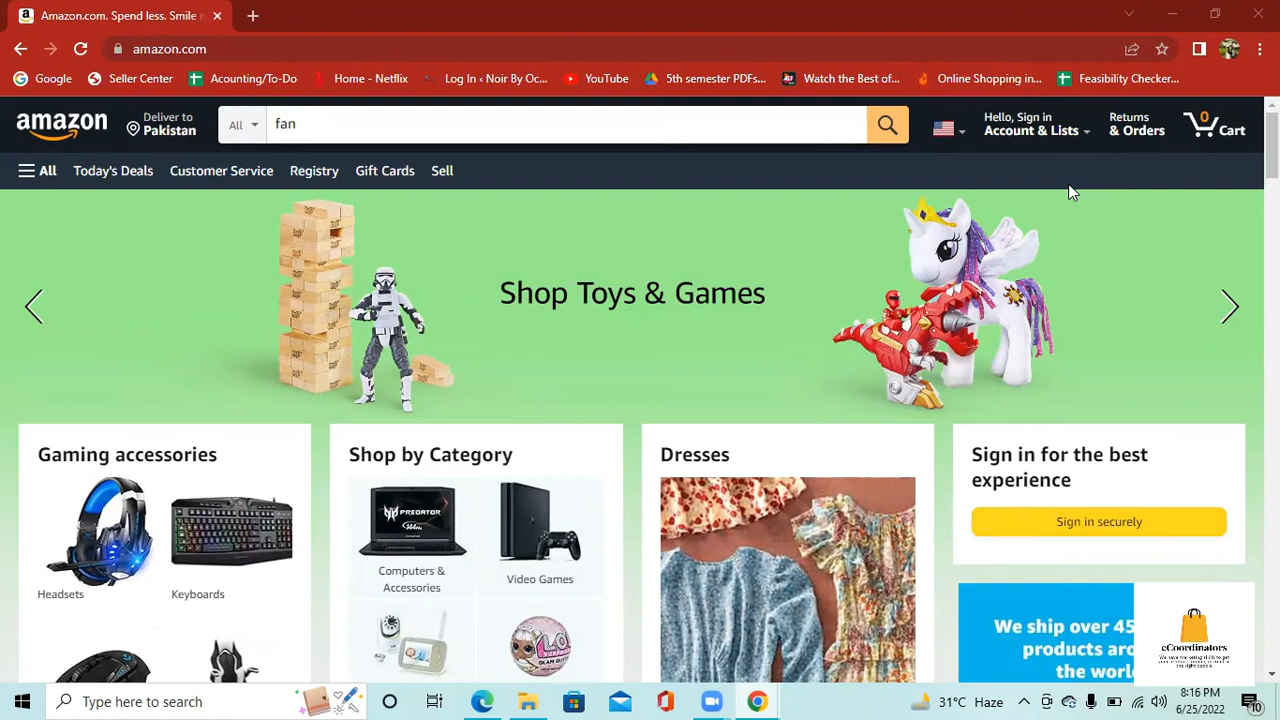 Amazon.com. Spend less. Smile m
amazon.com
Google
Seller Center
Acounting/To-Do
Home - Netflix
Log In ‹ Noir By Oc...
YouTube
5th semester PDFs...
Watch the Best of...
Online Shopping in...
Feasibility Checker...
amazon
Deliver to
Pakistan
All
fan
Hello, Sign in
Account & Lists
Returns
& Orders
0
Cart
All
Today's Deals
Customer Service
Registry
Gift Cards
Sell
Shop Toys & Games
Gaming accessories
Headsets
Keyboards
Shop by Category
PREDATOR
Computers &
Accessories
Video Games
Dresses
Sign in for the best
experience
Sign in securely
We ship over 45
products
the worl
eCoordinators
Type here to search
31°C Haze
8:16 PM
6/25/2022
10